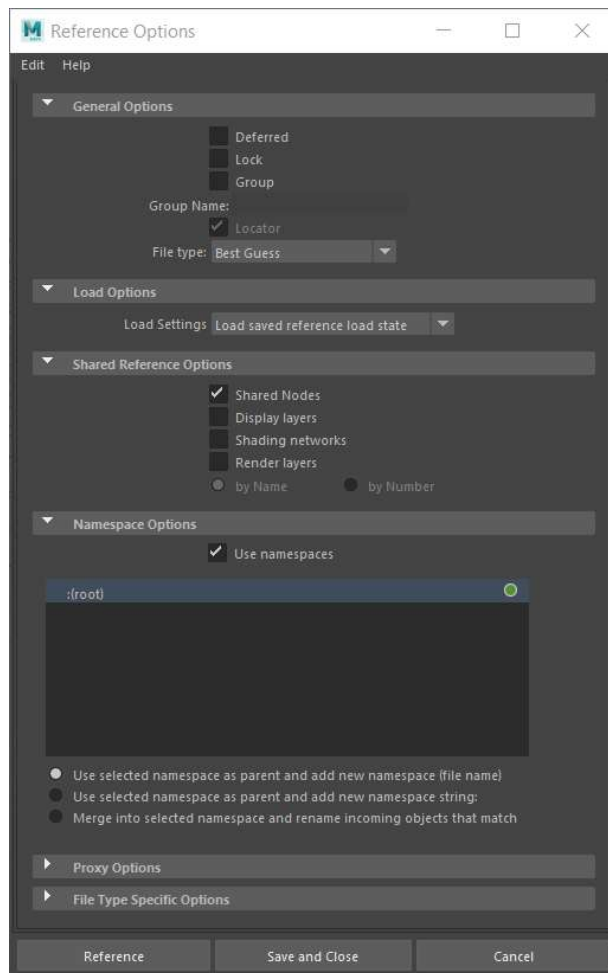 Reference Options
Edit Help
General Options
Deferred
Lock
Group
Group Name:
Locator
File type: Best Guess
Load Options
Load Settings Load saved reference load state
Shared Reference Options
Shared Nodes
Display layers
Shading networks
Render layers
by Name by Number
Namespace Options
Use namespaces
:(root)
Use selected namespace as parent and add new namespace (file name)
Use selected namespace as parent and add new namespace string:
Merge into selected namespace and rename incoming objects that match
Proxy Options
File Type Specific Options
Reference Save and Close Cancel